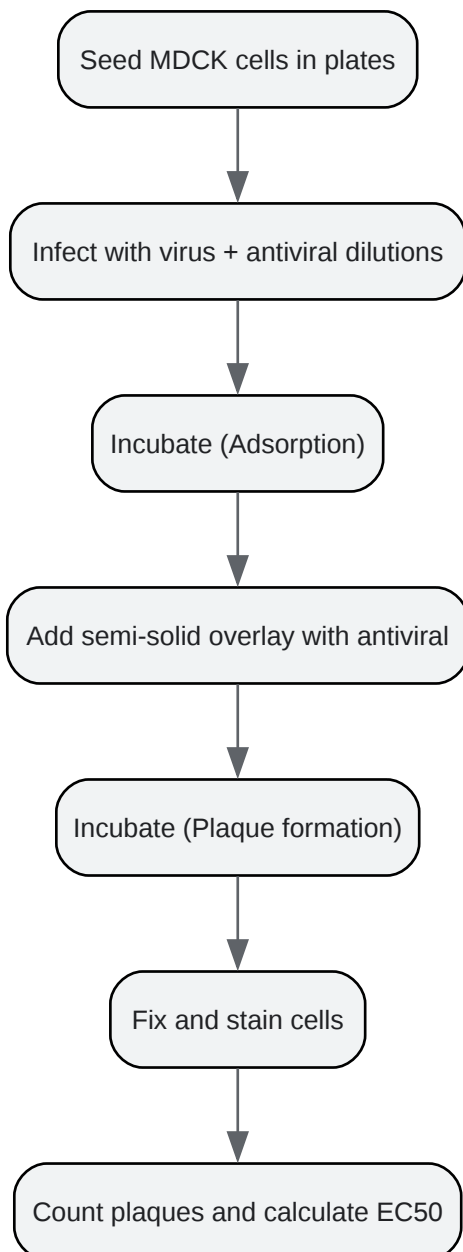 Seed MDCK cells in plates
Infect with virus + antiviral dilutions
Incubate (Adsorption)
Add semi-solid overlay with antiviral
Incubate (Plaque formation)
Fix and stain cells
Count plaques and calculate EC50